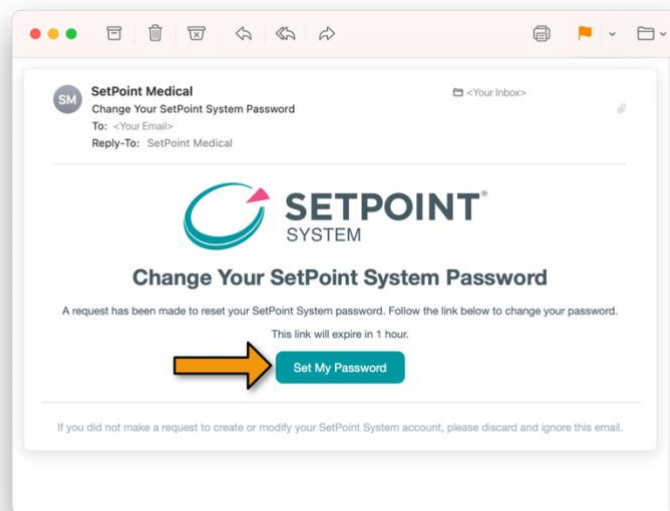 SM
SetPoint Medical
<Your Inbox>
Change Your SetPoint System Password
To: <Your Email>
Reply-To: SetPoint Medical
SETPOINT®
SYSTEM
Change Your SetPoint System Password
A request has been made to reset your SetPoint System password. Follow the link below to change your password.
This link will expire in 1 hour.
Set My Password
If you did not make a request to create or modify your SetPoint System account, please discard and ignore this email.